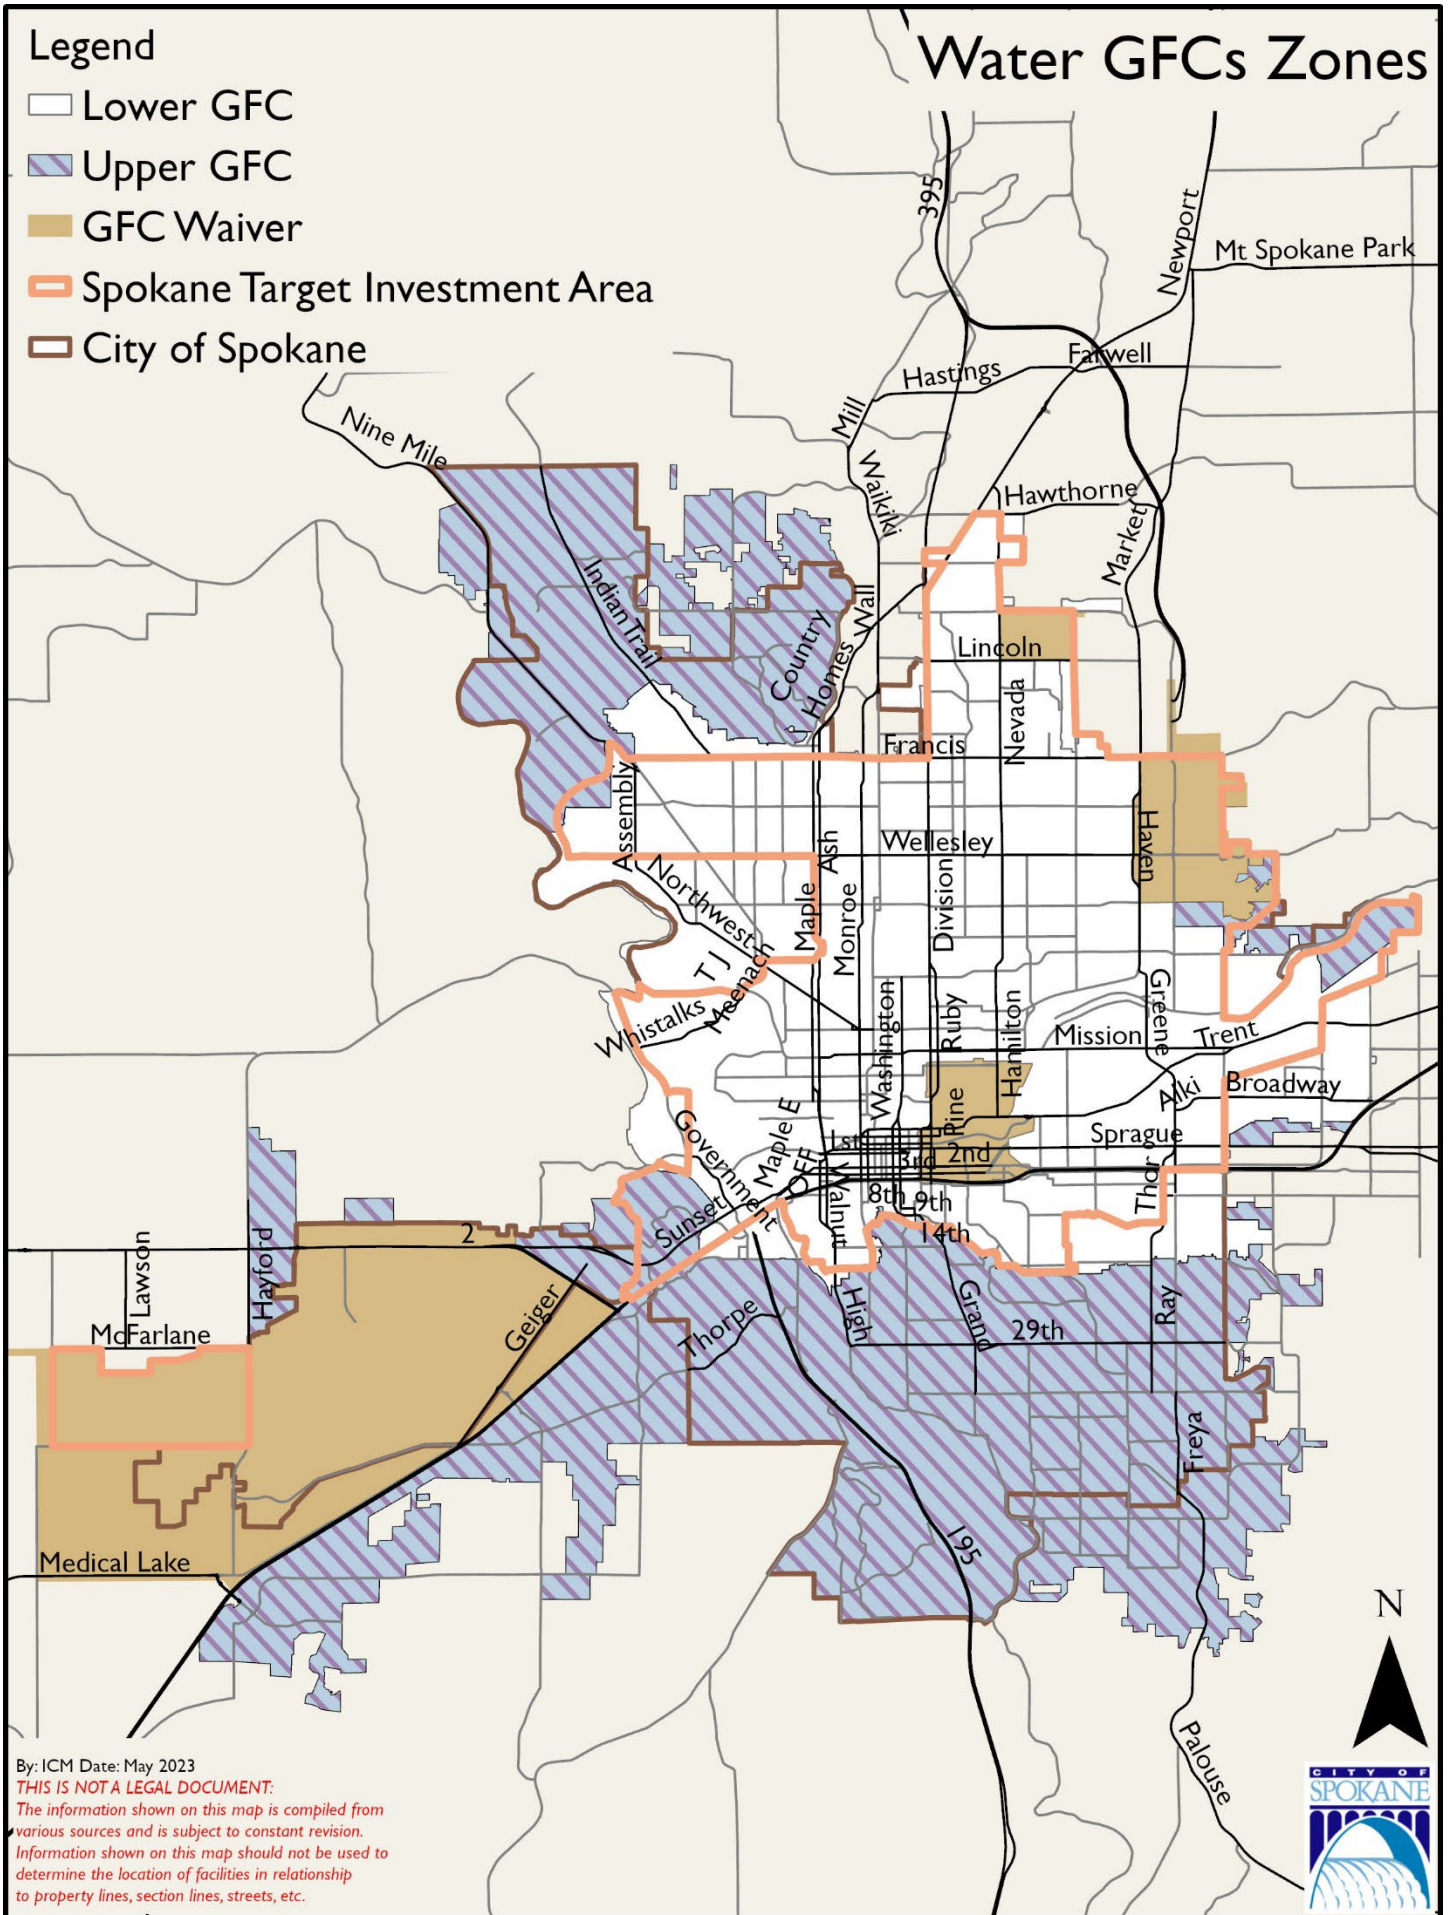 Legend
Water GFCs Zones
Lower GFC
Upper GFC
GFC Waiver
Spokane Target Investment Area
City of Spokane
395
Newport
Mt Spokane Park
Farwell
Hastings
Mill
Nine Mile
Waikiki
Hawthorne
Market
Indian Trail
Country
Homes
Wall
Lincoln
Nevada
Francis
Assembly
Ash
Wellesley
Haven
Northwest
Maple
Monroe
Division
T J
Meenach
Whistalks
Washington
Ruby
Hamilton
Mission
Greene
Trent
Alki
Broadway
Pine
Government
Maple E
OFF
1st
Sprague
3rd
2nd
Thor
8th
9th
14th
Walnut
Sunset
2
Lawson
Hayford
McFarlane
Geiger
Thorpe
High
Grand
29th
Ray
Freya
195
Medical Lake
Palouse
N
By: ICM Date: May 2023
THIS IS NOT A LEGAL DOCUMENT:
The information shown on this map is compiled from
various sources and is subject to constant revision.
Information shown on this map should not be used to
determine the location of facilities in relationship
to property lines, section lines, streets, etc.
CITY OF
SPOKANE